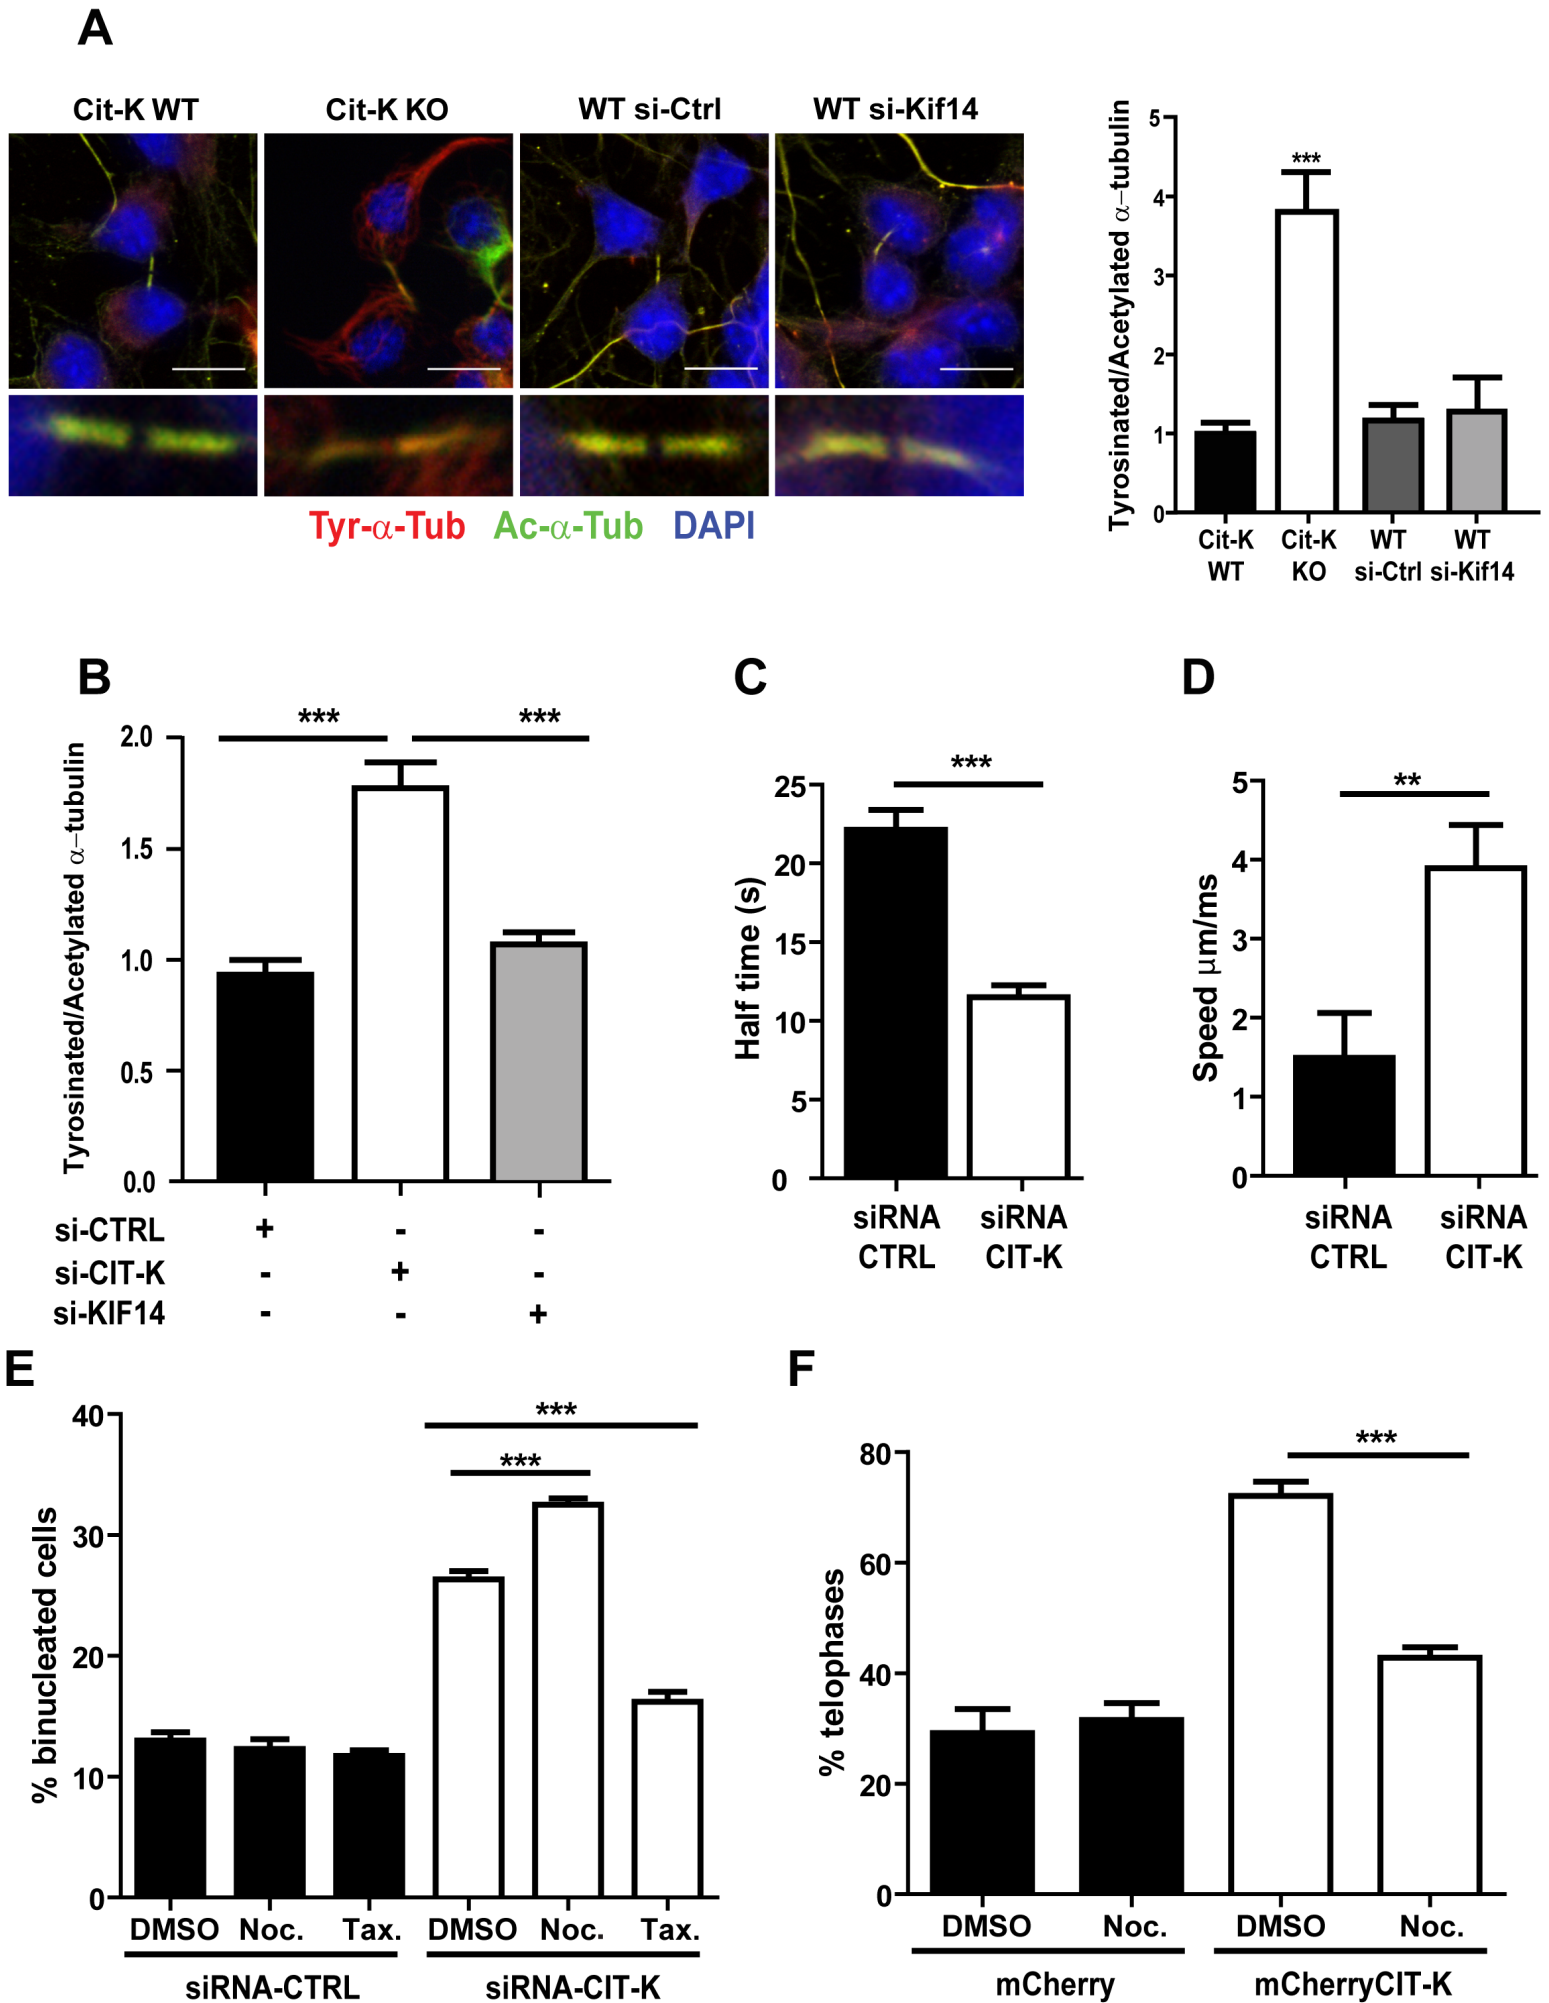 A
Cit-K WT
Cit-K KO
WT si-Ctrl
WT si-Kif14
Tyr-α-Tub Ac-α-Tub DAPI
Tyrosinated/Acetylated α−tubulin
5
4
3
2
1
0
***
Cit-K WT
Cit-K KO
WT si-Ctrl
WT si-Kif14
B
Tyrosinated/Acetylated α−tubulin
2.0
1.5
1.0
0.5
0.0
***
***
si-CTRL + - -
si-CIT-K - + -
si-KIF14 - - +
C
Half time (s)
25
20
15
10
5
0
***
siRNA CTRL
siRNA CIT-K
D
Speed µm/ms
5
4
3
2
1
0
**
siRNA CTRL
siRNA CIT-K
E
% binucleated cells
40
30
20
10
0
***
***
DMSO Noc. Tax. DMSO Noc. Tax.
siRNA-CTRL siRNA-CIT-K
F
% telophases
80
60
40
20
0
***
DMSO Noc. DMSO Noc.
mCherry mCherryCIT-K